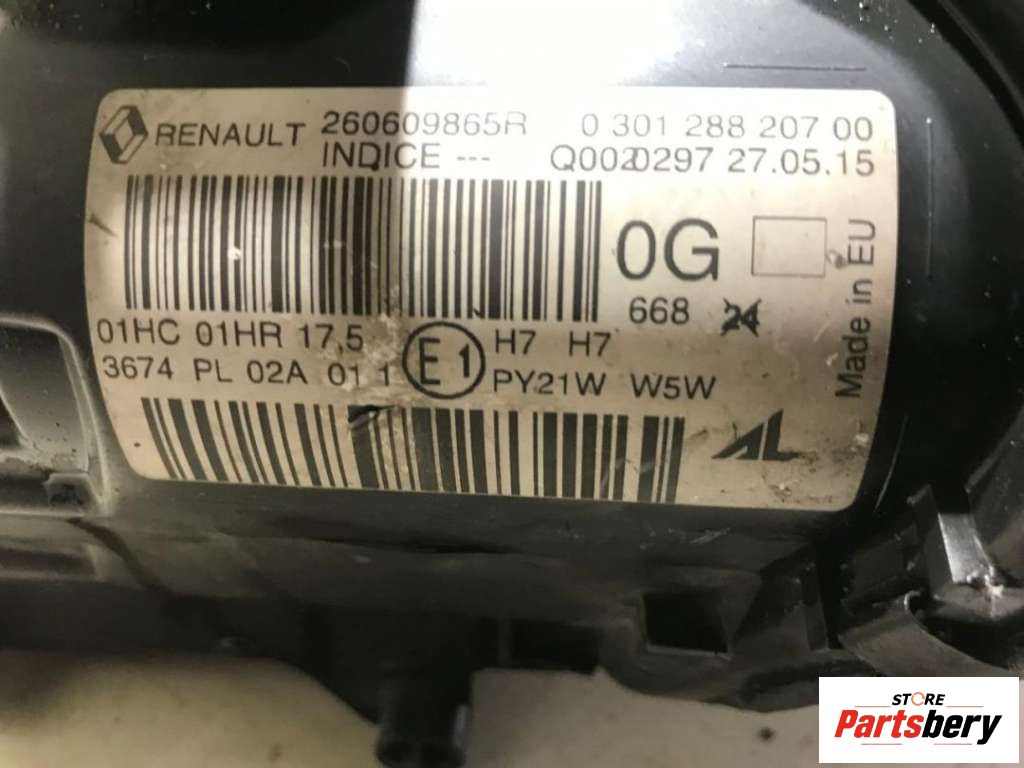 RENAULT 260609865R 0 301 288 207 00
INDICE --- Q0020297 27.05.15
0G
668 24
Made in EU
01HC 01HR 17,5 E1 H7 H7
3674 PL 02A 01 1 PY21W W5W
AL
STORE
Partsbery